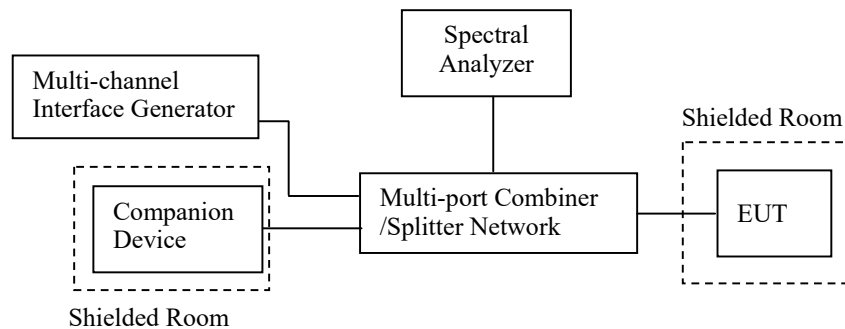 Spectral
Analyzer
Multi-channel
Interface Generator
Shielded Room
Multi-port Combiner
/Splitter Network
EUT
Companion
Device
Shielded Room